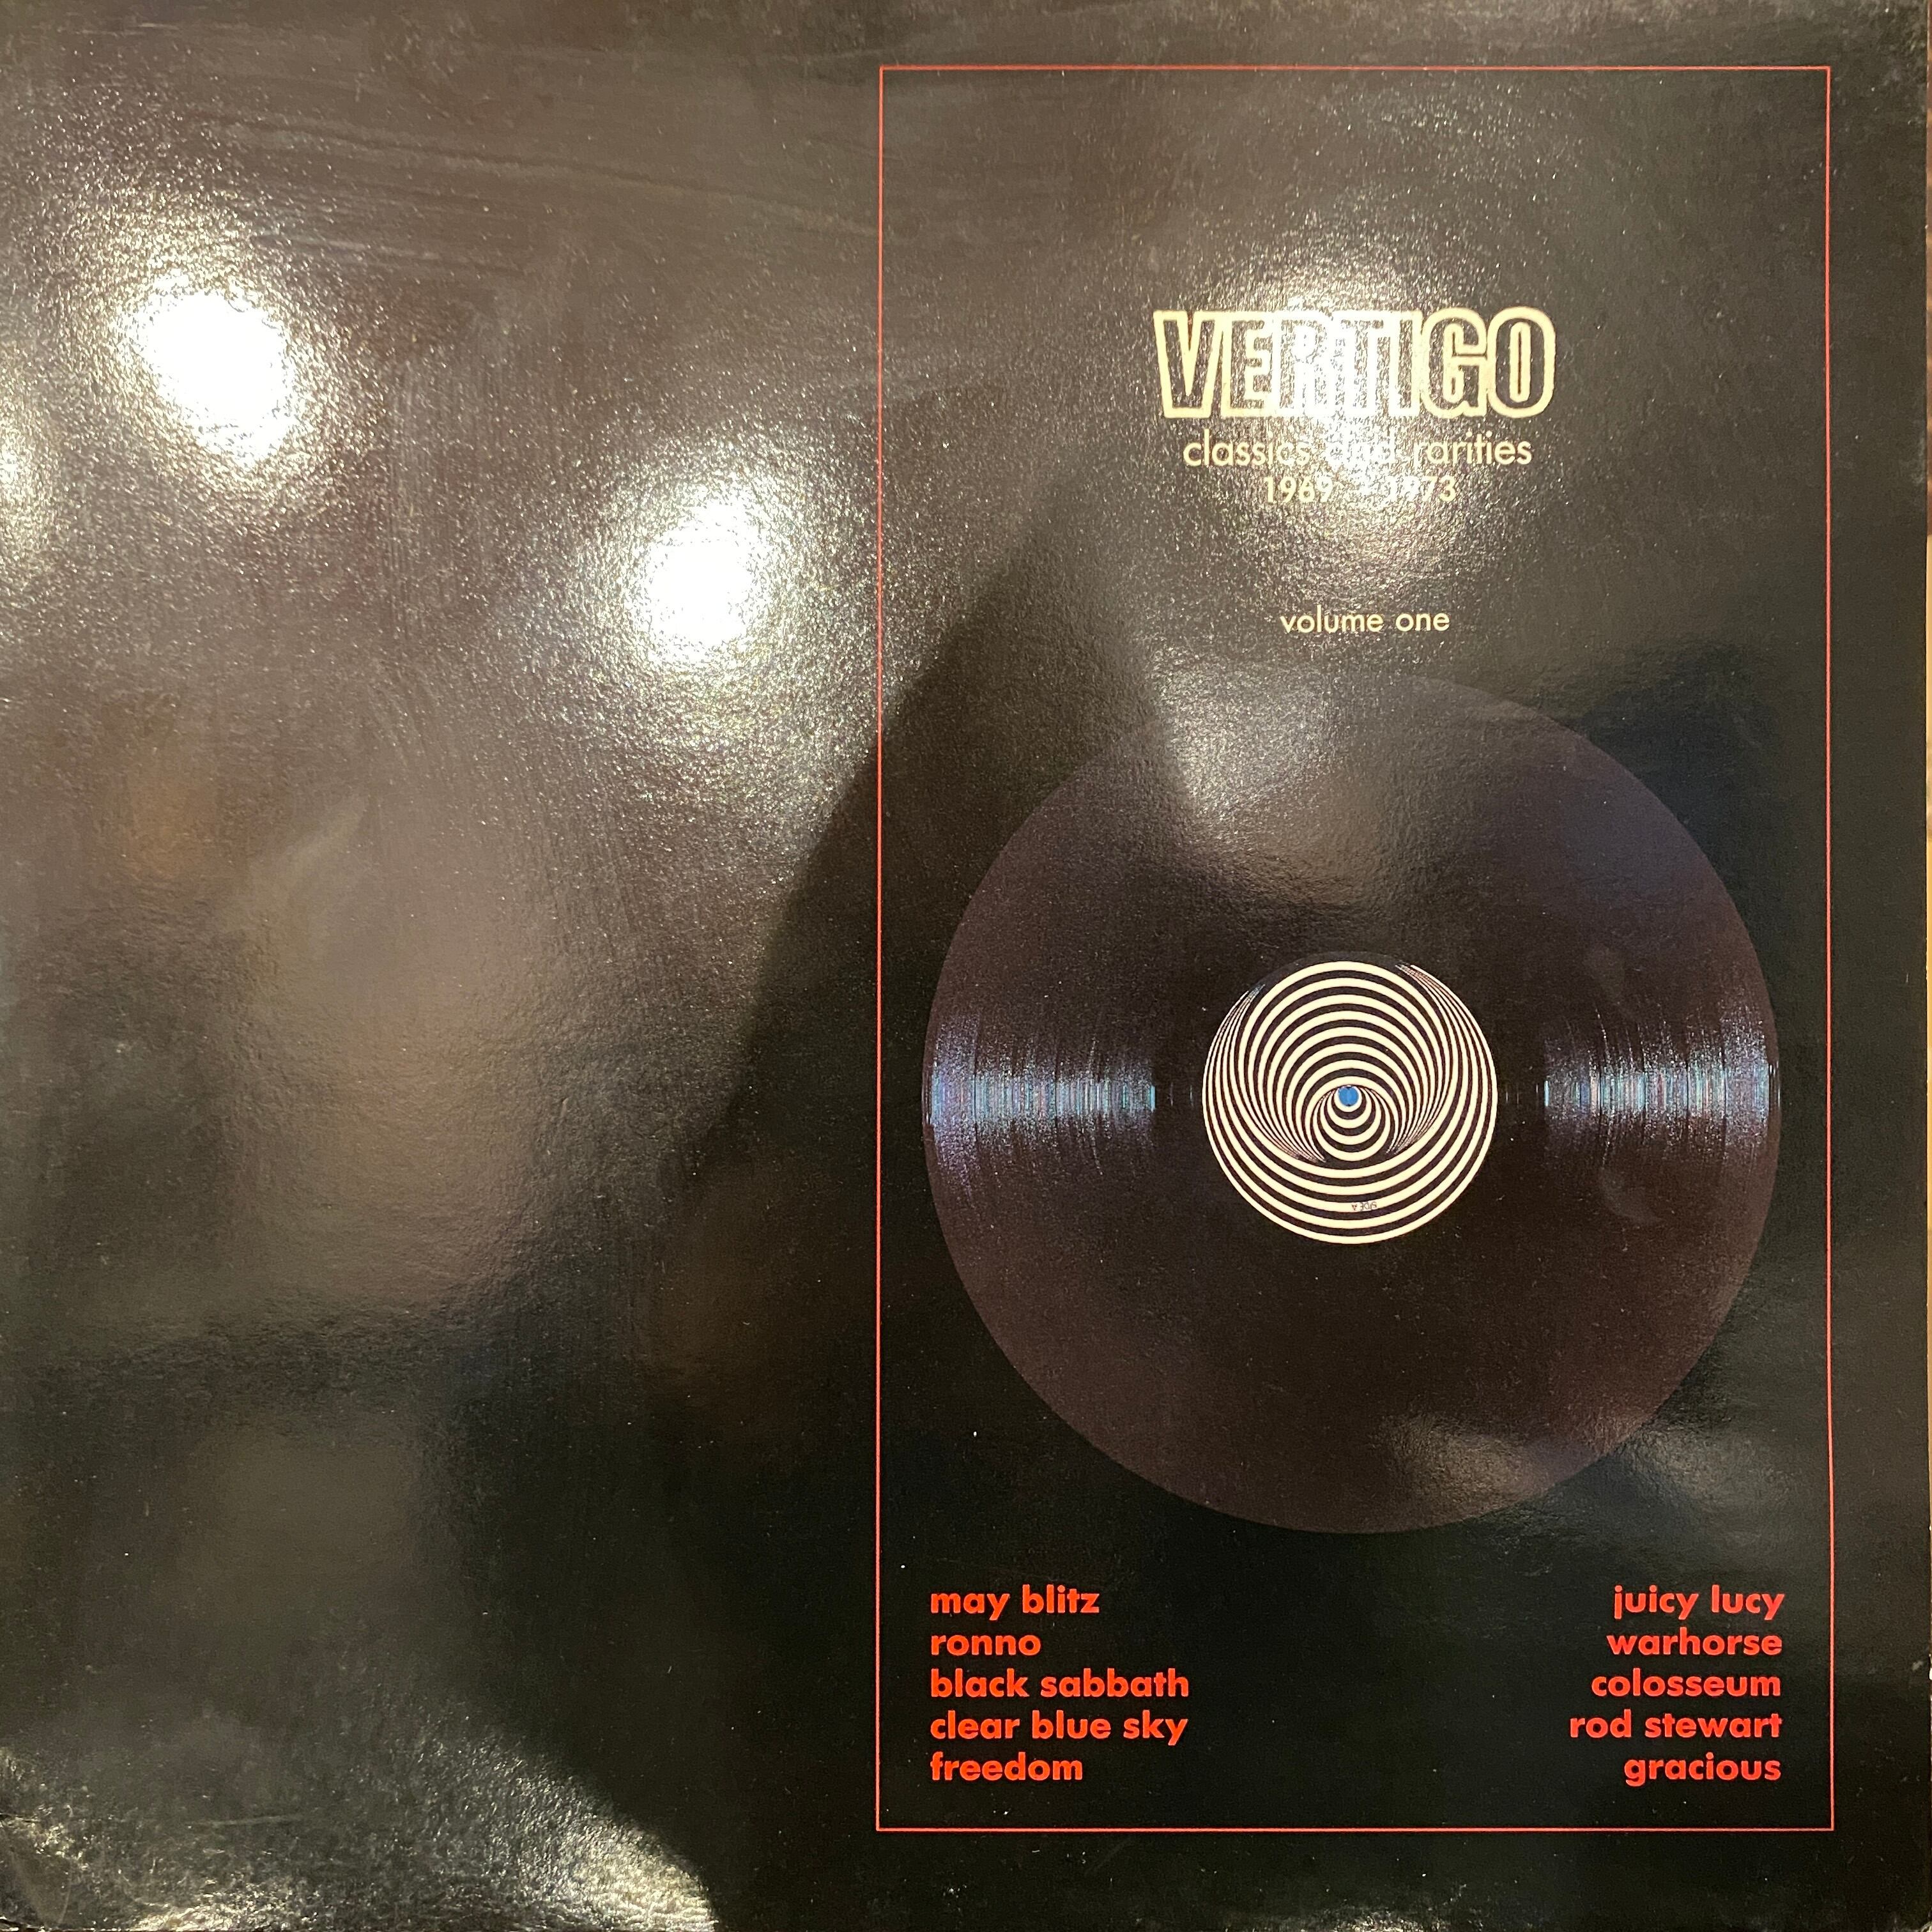 VERTIGO
classics and rarities
1969 - 1973
volume one
SIDE A
may blitz
ronno
black sabbath
clear blue sky
freedom
juicy lucy
warhorse
colosseum
rod stewart
gracious